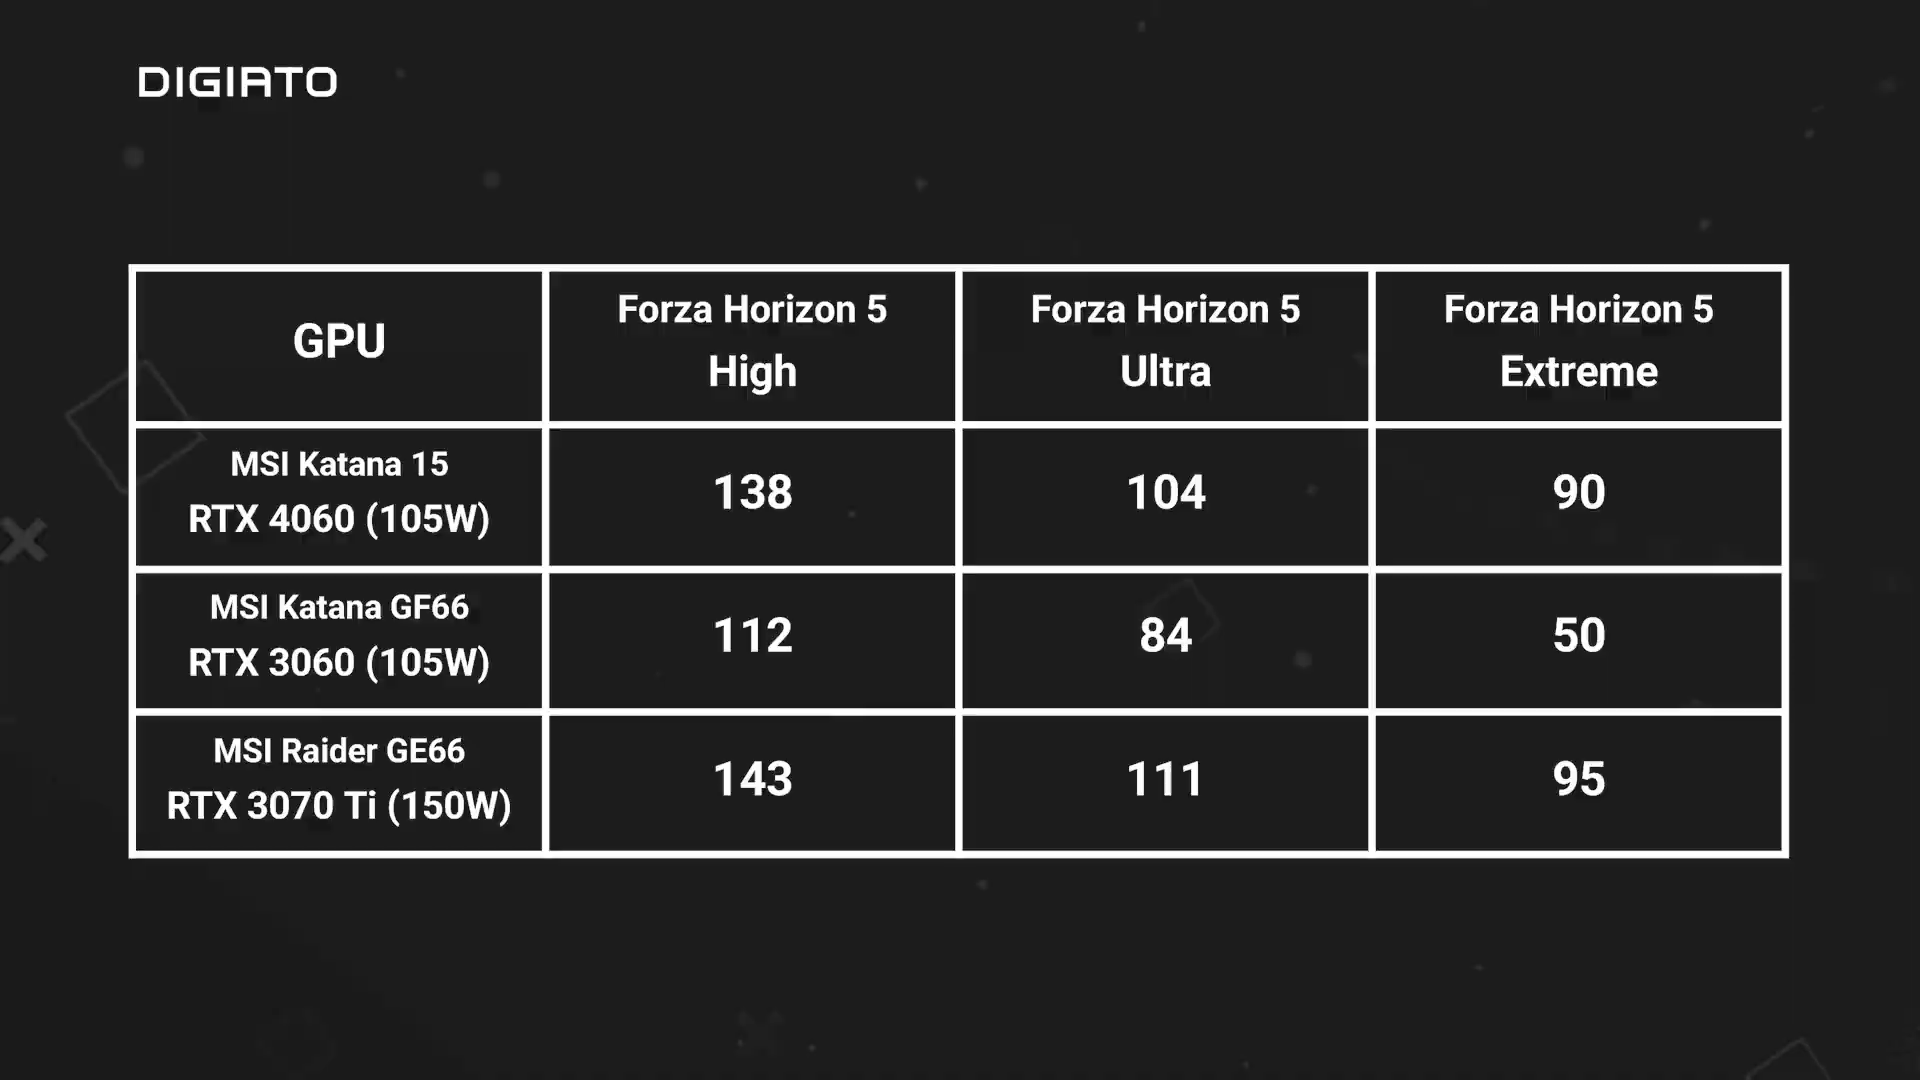 DIGIATO
GPU
Forza Horizon 5
High
Forza Horizon 5
Ultra
Forza Horizon 5
Extreme
MSI Katana 15
RTX 4060 (105W)
138
104
90
MSI Katana GF66
RTX 3060 (105W)
112
84
50
MSI Raider GE66
RTX 3070 Ti (150W)
143
111
95